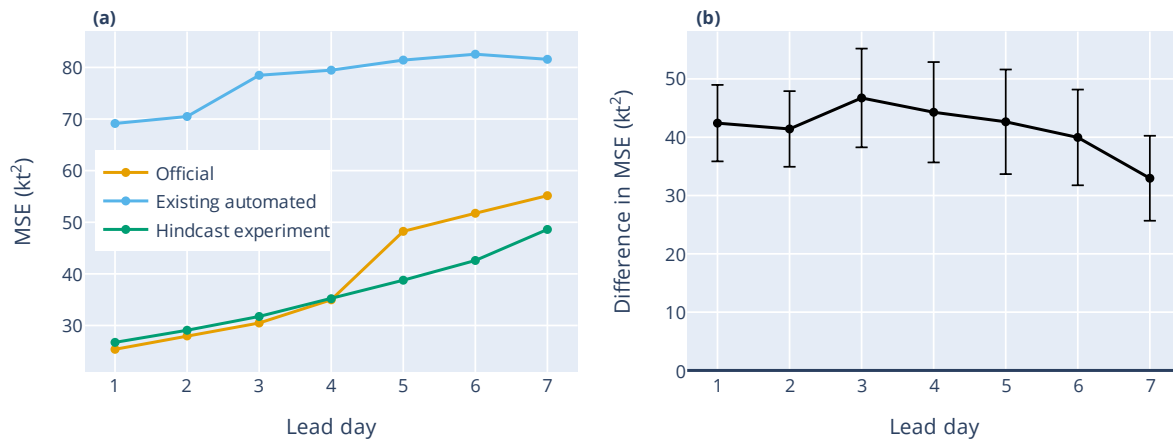 (a)
MSE (kt²)
80
70
60
50
40
30
Official
Existing automated
Hindcast experiment
1 2 3 4 5 6 7
Lead day
(b)
Difference in MSE (kt²)
50
40
30
20
10
0
1 2 3 4 5 6 7
Lead day